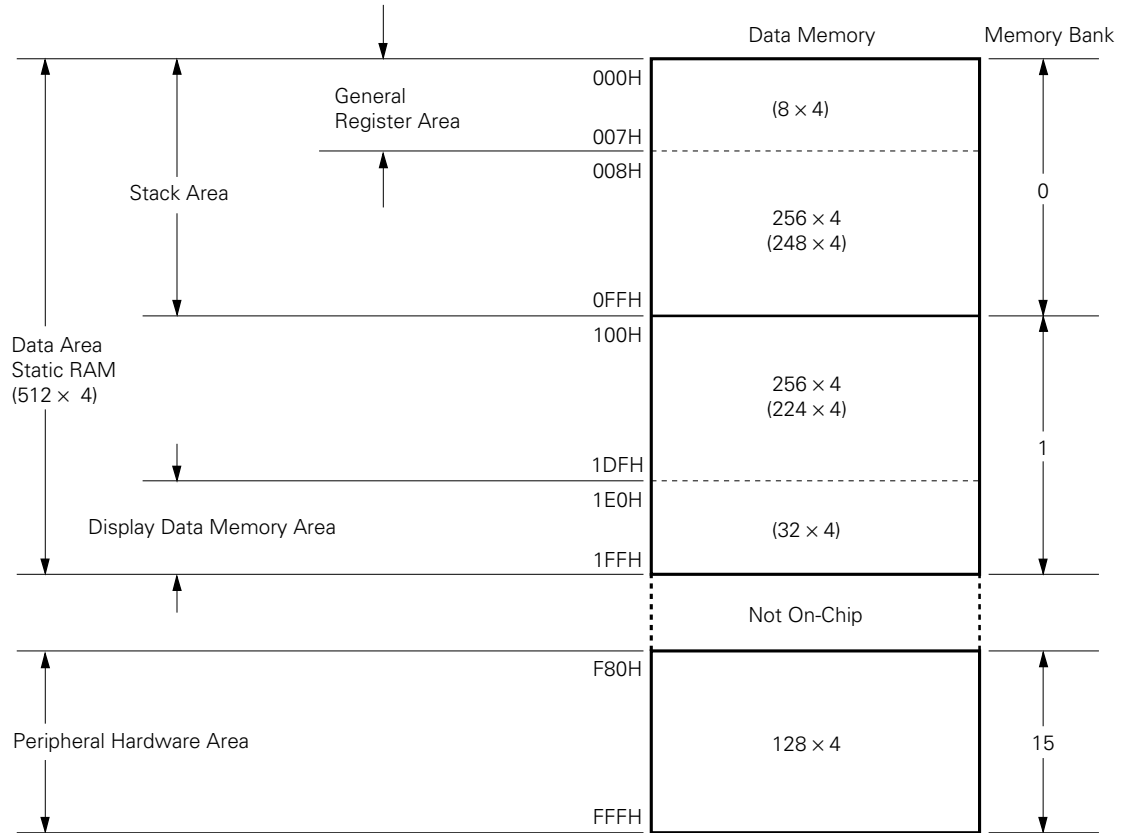 Data Memory
Memory Bank
000H
General
Register Area
(8 × 4)
007H
008H
Stack Area
0
256 × 4
(248 × 4)
0FFH
100H
Data Area
Static RAM
(512 × 4)
256 × 4
(224 × 4)
1
1DFH
1E0H
Display Data Memory Area
(32 × 4)
1FFH
Not On-Chip
F80H
Peripheral Hardware Area
128 × 4
15
FFFH